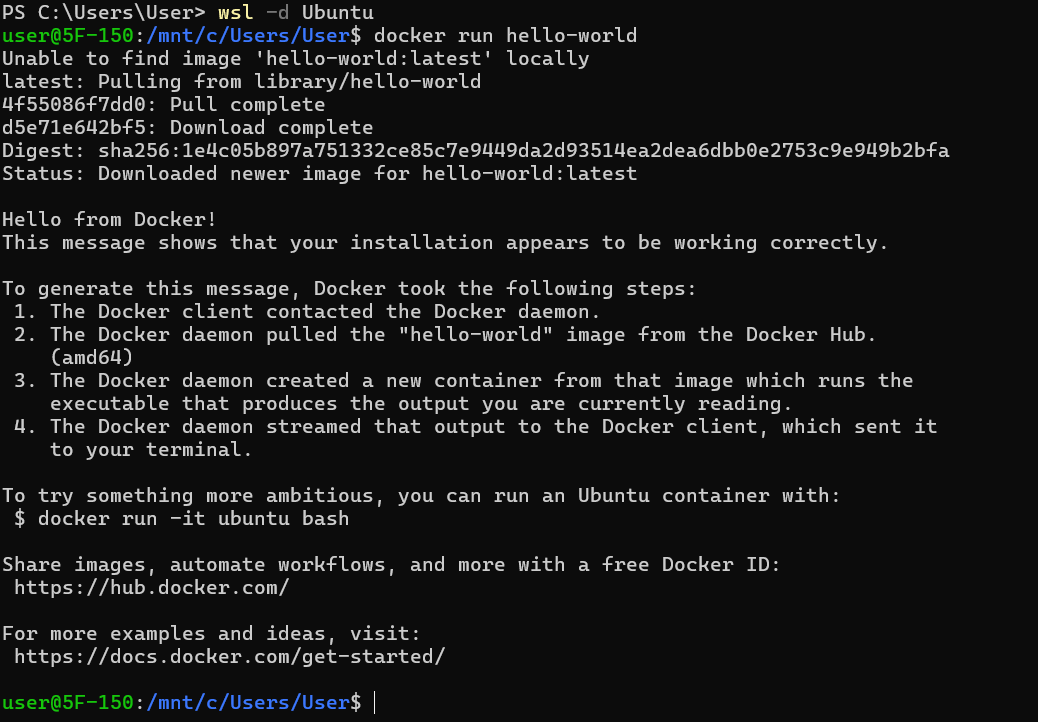 PS C:\Users\User> wsl -d Ubuntu
user@5F-150:/mnt/c/Users/User$ docker run hello-world
Unable to find image 'hello-world:latest' locally
latest: Pulling from library/hello-world
4f55086f7dd0: Pull complete
d5e71e642bf5: Download complete
Digest: sha256:1e4c05b897a751332ce85c7e9449da2d93514ea2dea6dbb0e2753c9e949b2bfa
Status: Downloaded newer image for hello-world:latest

Hello from Docker!
This message shows that your installation appears to be working correctly.

To generate this message, Docker took the following steps:
 1. The Docker client contacted the Docker daemon.
 2. The Docker daemon pulled the "hello-world" image from the Docker Hub.
    (amd64)
 3. The Docker daemon created a new container from that image which runs the
    executable that produces the output you are currently reading.
 4. The Docker daemon streamed that output to the Docker client, which sent it
    to your terminal.

To try something more ambitious, you can run an Ubuntu container with:
 $ docker run -it ubuntu bash

Share images, automate workflows, and more with a free Docker ID:
 https://hub.docker.com/

For more examples and ideas, visit:
 https://docs.docker.com/get-started/

user@5F-150:/mnt/c/Users/User$